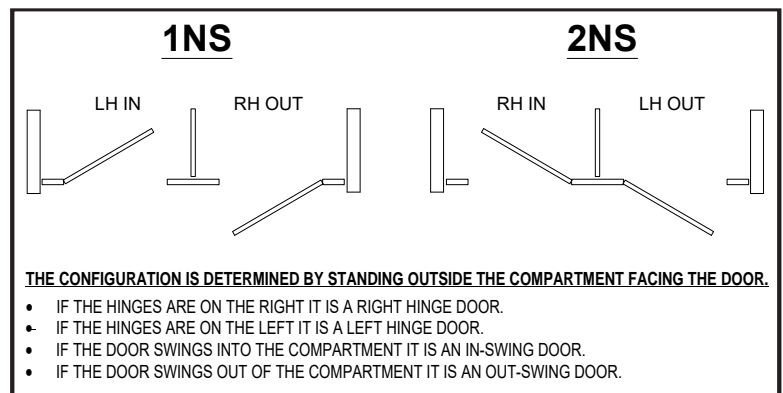 1NS 2NS
LH IN RH OUT RH IN LH OUT
THE CONFIGURATION IS DETERMINED BY STANDING OUTSIDE THE COMPARTMENT FACING THE DOOR.
• IF THE HINGES ARE ON THE RIGHT IT IS A RIGHT HINGE DOOR.
• IF THE HINGES ARE ON THE LEFT IT IS A LEFT HINGE DOOR.
• IF THE DOOR SWINGS INTO THE COMPARTMENT IT IS AN IN-SWING DOOR.
• IF THE DOOR SWINGS OUT OF THE COMPARTMENT IT IS AN OUT-SWING DOOR.